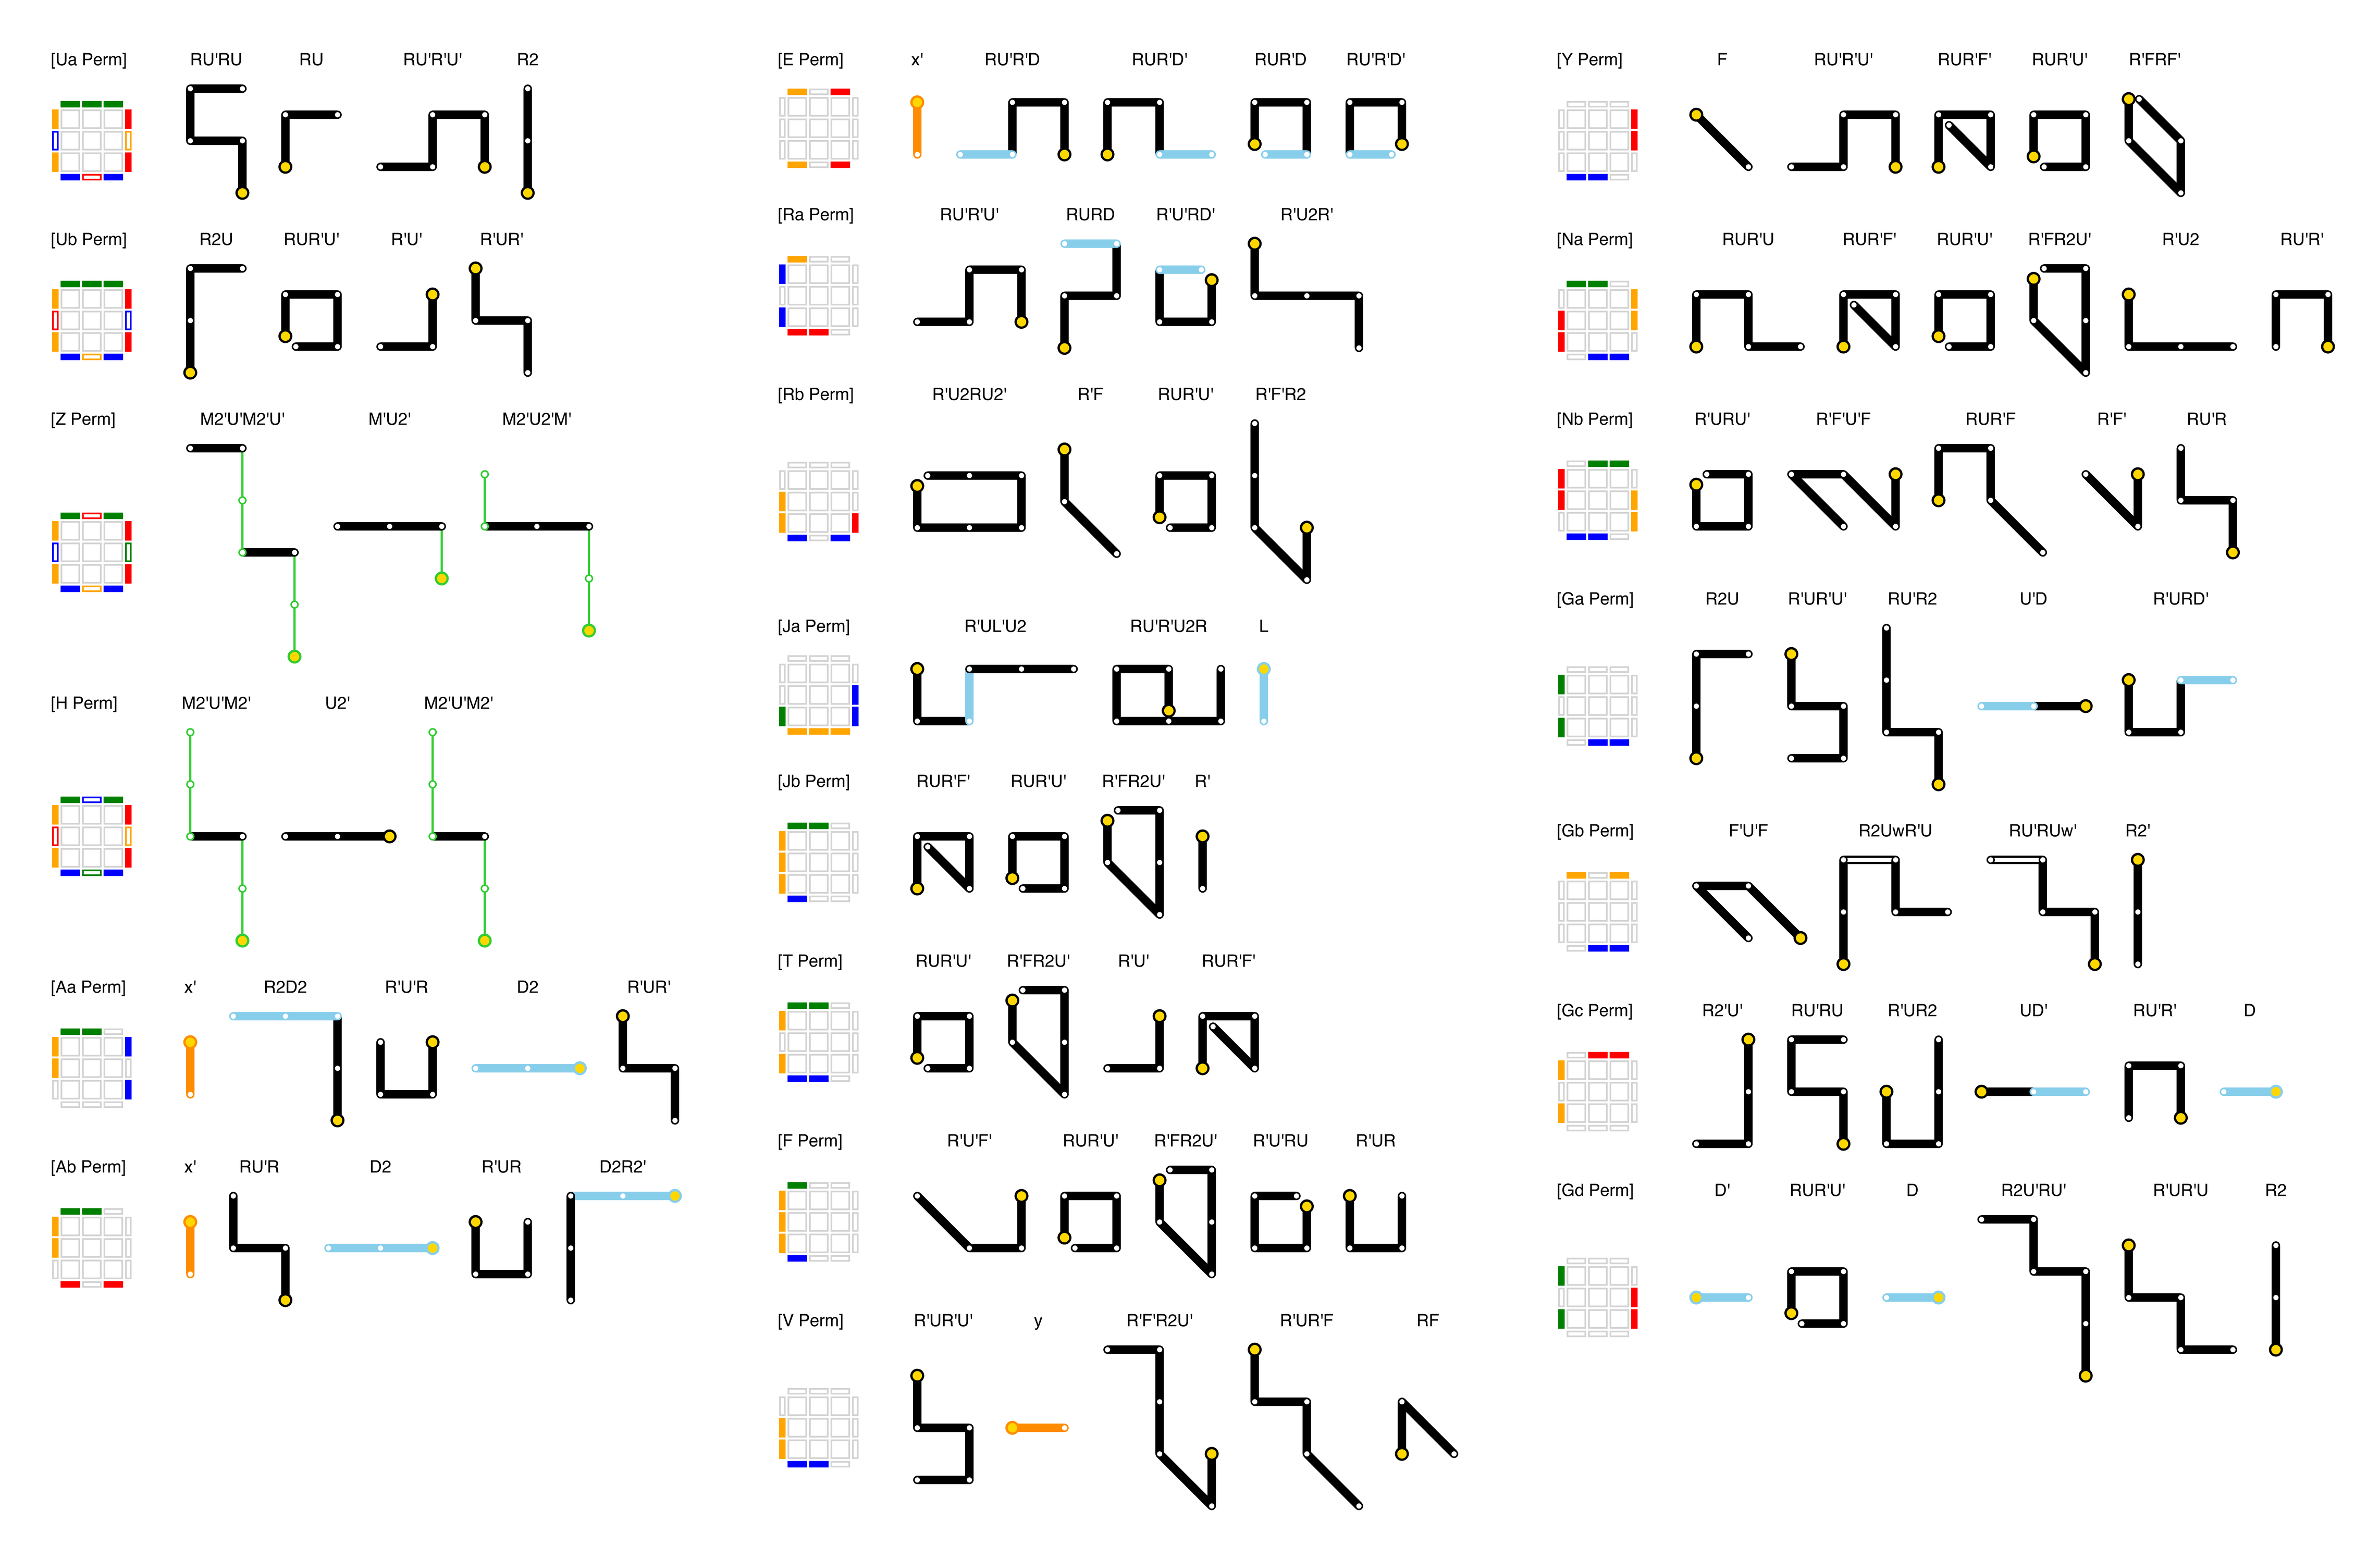 [Ua Perm] RU'RU RU RU'R'U' R2
[Ub Perm] R2U RUR'U' R'U' R'UR'
[Z Perm] M2'U'M2'U' M'U2' M2'U2'M'
[H Perm] M2'U'M2' U2' M2'U'M2'
[Aa Perm] x' R2D2 R'U'R D2 R'UR'
[Ab Perm] x' RU'R D2 R'UR D2R2'
[E Perm] x' RU'R'D RUR'D' RUR'D RU'R'D'
[Ra Perm] RU'R'U' RURD R'U'RD' R'U2R'
[Rb Perm] R'U2RU2' R'F RUR'U' R'F'R2
[Ja Perm] R'UL'U2 RU'R'U2R L
[Jb Perm] RUR'F' RUR'U' R'FR2U' R'
[T Perm] RUR'U' R'FR2U' R'U' RUR'F'
[F Perm] R'U'F' RUR'U' R'FR2U' R'U'RU R'UR
[V Perm] R'UR'U' y R'F'R2U' R'UR'F RF
[Y Perm] F RU'R'U' RUR'F' RUR'U' R'FRF'
[Na Perm] RUR'U RUR'F' RUR'U' R'FR2U' R'U2 RU'R'
[Nb Perm] R'URU' R'F'U'F RUR'F R'F' RU'R
[Ga Perm] R2U R'UR'U' RU'R2 U'D R'URD'
[Gb Perm] F'U'F R2UwR'U RU'RUw' R2'
[Gc Perm] R2'U' RU'RU R'UR2 UD' RU'R' D
[Gd Perm] D' RUR'U' D R2U'RU' R'UR'U R2